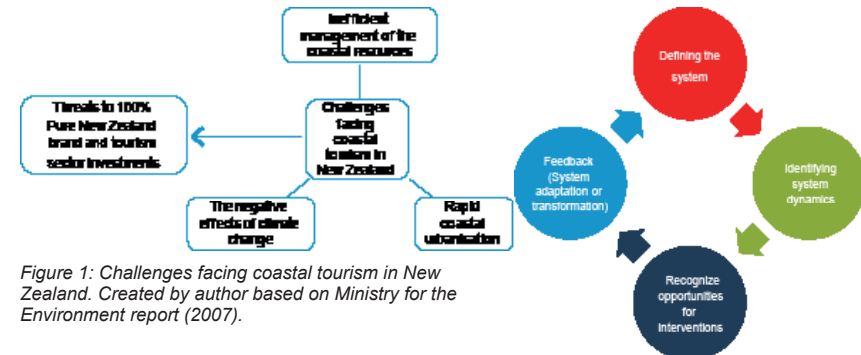 Inefficient
management of the
coastal resources
Threats to 100%
Pure New Zealand
brand and tourism
sector investments
Challenges
facing
coastal
tourism in
New Zealand
The negative
effects of climate
change
Rapid
coastal
urbanisation
Figure 1: Challenges facing coastal tourism in New
Zealand. Created by author based on Ministry for the
Environment report (2007).
Defining the
system
Identifying
system
dynamics
Recognize
opportunities
for
interventions
Feedback
(System
adaptation or
transformation)